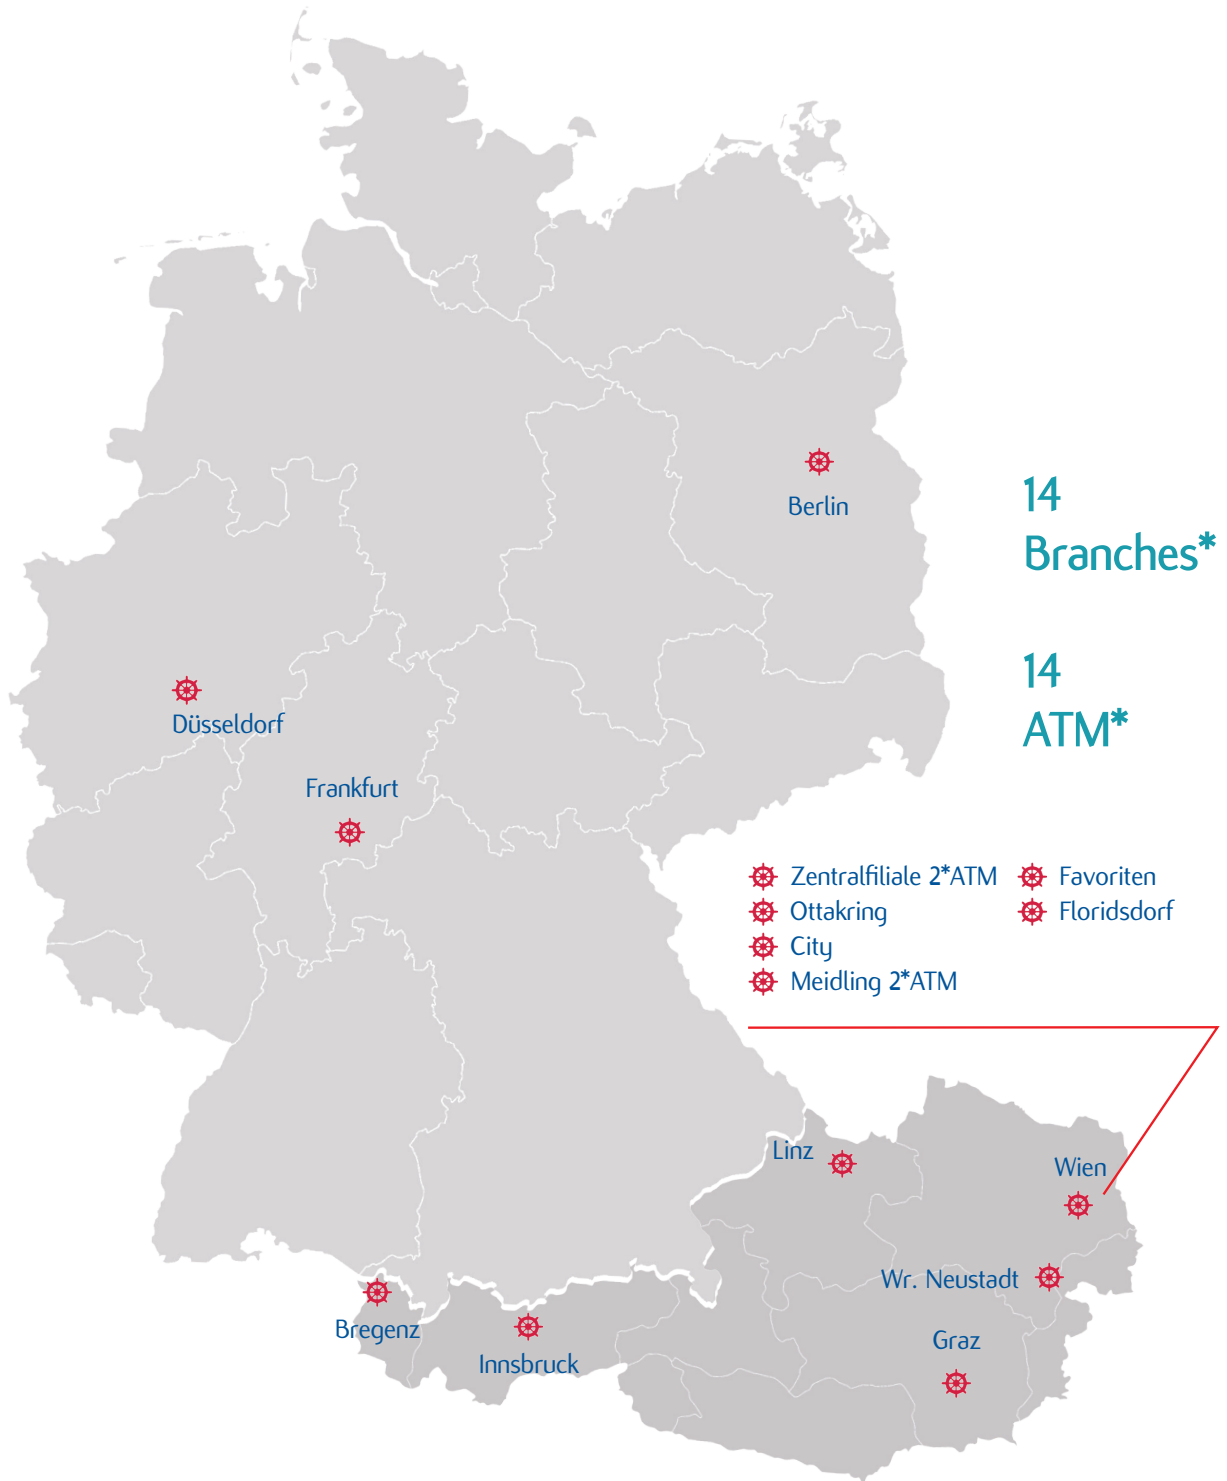 Berlin
14
Branches*
14
ATM*
Düsseldorf
Frankfurt
Zentralfiliale 2*ATM
Ottakring
City
Meidling 2*ATM
Favoriten
Floridsdorf
Linz
Wien
Wr. Neustadt
Bregenz
Innsbruck
Graz